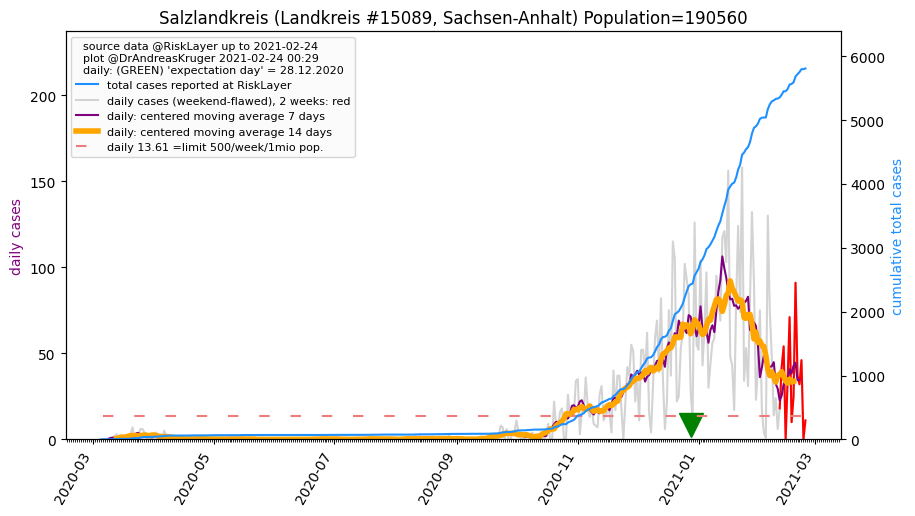 Salzlandkreis (Landkreis #15089, Sachsen-Anhalt) Population=190560
source data @RiskLayer up to 2021-02-24
plot @DrAndreasKruger 2021-02-24 00:29
daily: (GREEN) 'expectation day' = 28.12.2020
total cases reported at RiskLayer
daily cases (weekend-flawed), 2 weeks: red
daily: centered moving average 7 days
daily: centered moving average 14 days
daily 13.61 =limit 500/week/1mio pop.
daily cases
200
150
100
50
0
cumulative total cases
6000
5000
4000
3000
2000
1000
0
2020-03
2020-05
2020-07
2020-09
2020-11
2021-01
2021-03